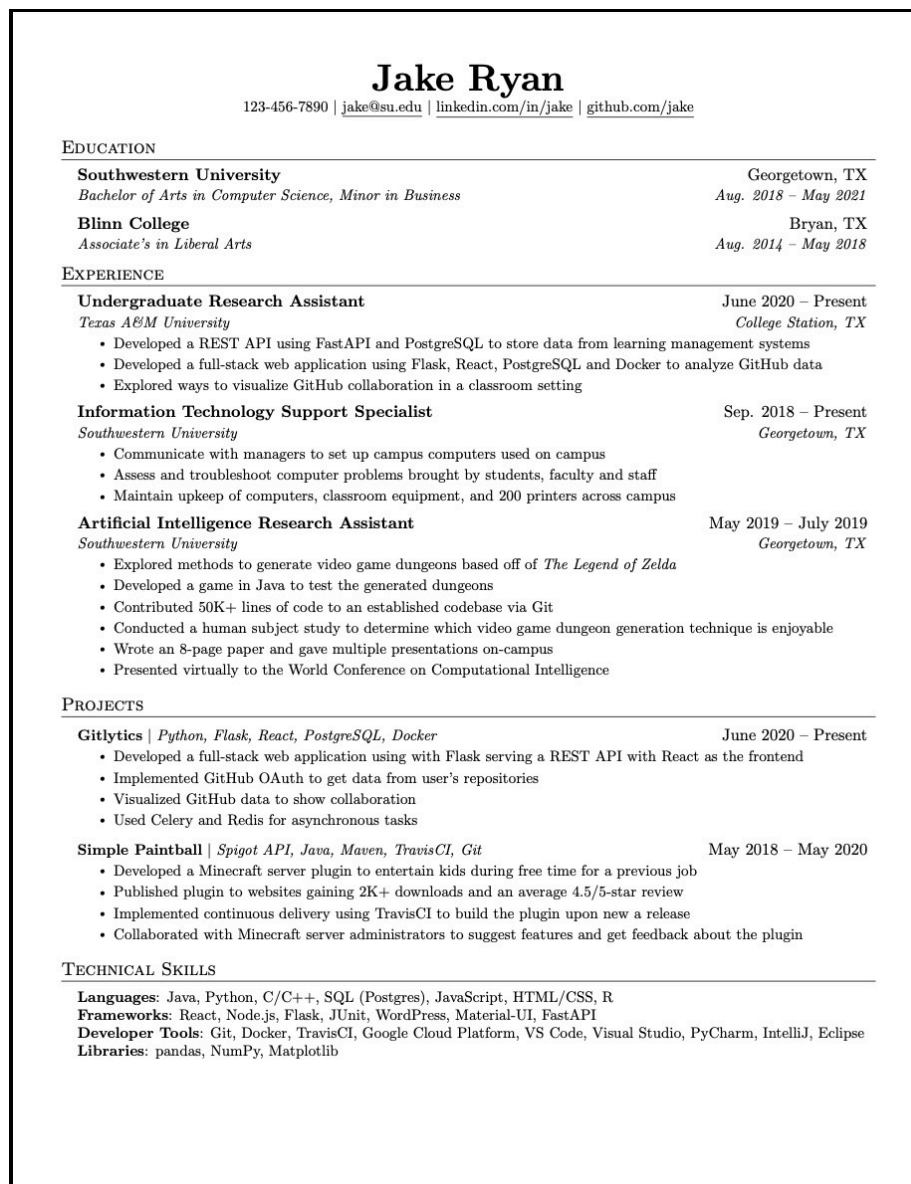 Jake Ryan
123-456-7890 | jake@su.edu | linkedin.com/in/jake | github.com/jake
Education
Southwestern University Georgetown, TX
Bachelor of Arts in Computer Science, Minor in Business Aug. 2018 – May 2021
Blinn College Bryan, TX
Associate's in Liberal Arts Aug. 2014 – May 2018
Experience
Undergraduate Research Assistant June 2020 – Present
Texas A&M University College Station, TX
• Developed a REST API using FastAPI and PostgreSQL to store data from learning management systems
• Developed a full-stack web application using Flask, React, PostgreSQL and Docker to analyze GitHub data
• Explored ways to visualize GitHub collaboration in a classroom setting
Information Technology Support Specialist Sep. 2018 – Present
Southwestern University Georgetown, TX
• Communicate with managers to set up campus computers used on campus
• Assess and troubleshoot computer problems brought by students, faculty and staff
• Maintain upkeep of computers, classroom equipment, and 200 printers across campus
Artificial Intelligence Research Assistant May 2019 – July 2019
Southwestern University Georgetown, TX
• Explored methods to generate video game dungeons based off of The Legend of Zelda
• Developed a game in Java to test the generated dungeons
• Contributed 50K+ lines of code to an established codebase via Git
• Conducted a human subject study to determine which video game dungeon generation technique is enjoyable
• Wrote an 8-page paper and gave multiple presentations on-campus
• Presented virtually to the World Conference on Computational Intelligence
Projects
Gitlytics | Python, Flask, React, PostgreSQL, Docker June 2020 – Present
• Developed a full-stack web application using with Flask serving a REST API with React as the frontend
• Implemented GitHub OAuth to get data from user's repositories
• Visualized GitHub data to show collaboration
• Used Celery and Redis for asynchronous tasks
Simple Paintball | Spigot API, Java, Maven, TravisCI, Git May 2018 – May 2020
• Developed a Minecraft server plugin to entertain kids during free time for a previous job
• Published plugin to websites gaining 2K+ downloads and an average 4.5/5-star review
• Implemented continuous delivery using TravisCI to build the plugin upon new a release
• Collaborated with Minecraft server administrators to suggest features and get feedback about the plugin
Technical Skills
Languages: Java, Python, C/C++, SQL (Postgres), JavaScript, HTML/CSS, R
Frameworks: React, Node.js, Flask, JUnit, WordPress, Material-UI, FastAPI
Developer Tools: Git, Docker, TravisCI, Google Cloud Platform, VS Code, Visual Studio, PyCharm, IntelliJ, Eclipse
Libraries: pandas, NumPy, Matplotlib